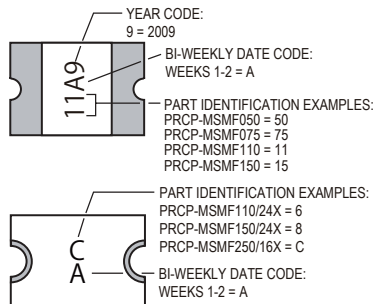 YEAR CODE:
9 = 2009
BI-WEEKLY DATE CODE:
WEEKS 1-2 = A
11A9
PART IDENTIFICATION EXAMPLES:
PRCP-MSMF050 = 50
PRCP-MSMF075 = 75
PRCP-MSMF110 = 11
PRCP-MSMF150 = 15
PART IDENTIFICATION EXAMPLES:
PRCP-MSMF110/24X = 6
PRCP-MSMF150/24X = 8
PRCP-MSMF250/16X = C
C
A
BI-WEEKLY DATE CODE:
WEEKS 1-2 = A